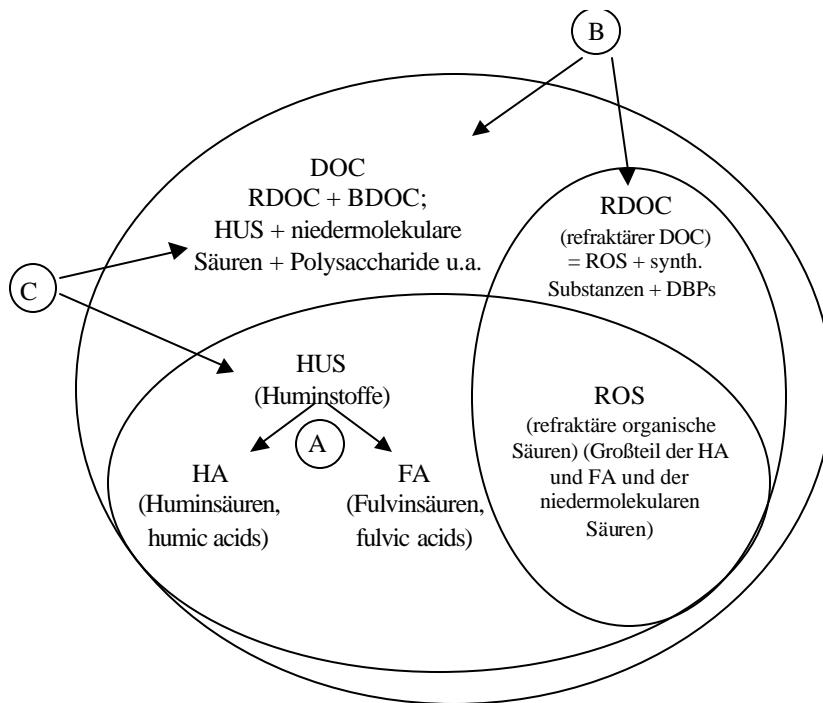 B
DOC
RDOC + BDOC;
HUS + niedermolekulare
Säuren + Polysaccharide u.a.
RDOC
(refraktärer DOC)
= ROS + synth.
Substanzen + DBPs
C
HUS
(Huminstoffe)
A
HA
(Huminsäuren,
humic acids)
FA
(Fulvinsäuren,
fulvic acids)
ROS
(refraktäre organische
Säuren) (Großteil der HA
und FA und der
niedermolekularen
Säuren)